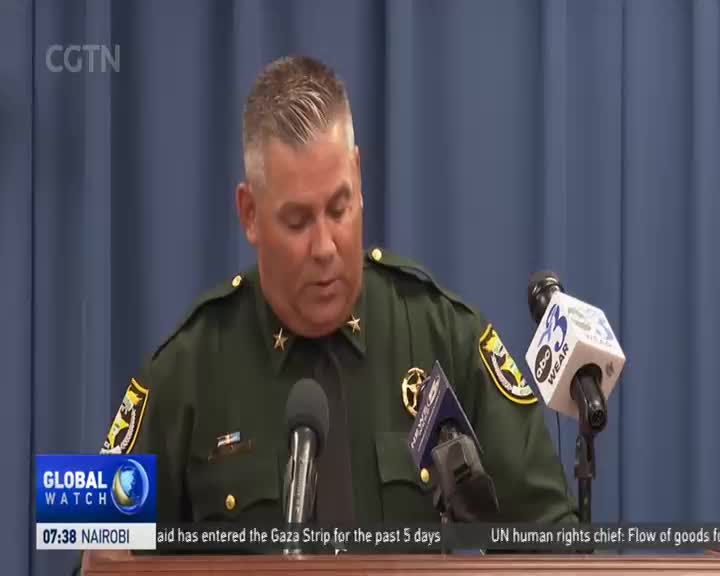 CGTN
3
abc
WEAR
GLOBAL
WATCH
07:38 NAIROBI
aid has entered the Gaza Strip for the past 5 days
UN human rights chief: Flow of goods f